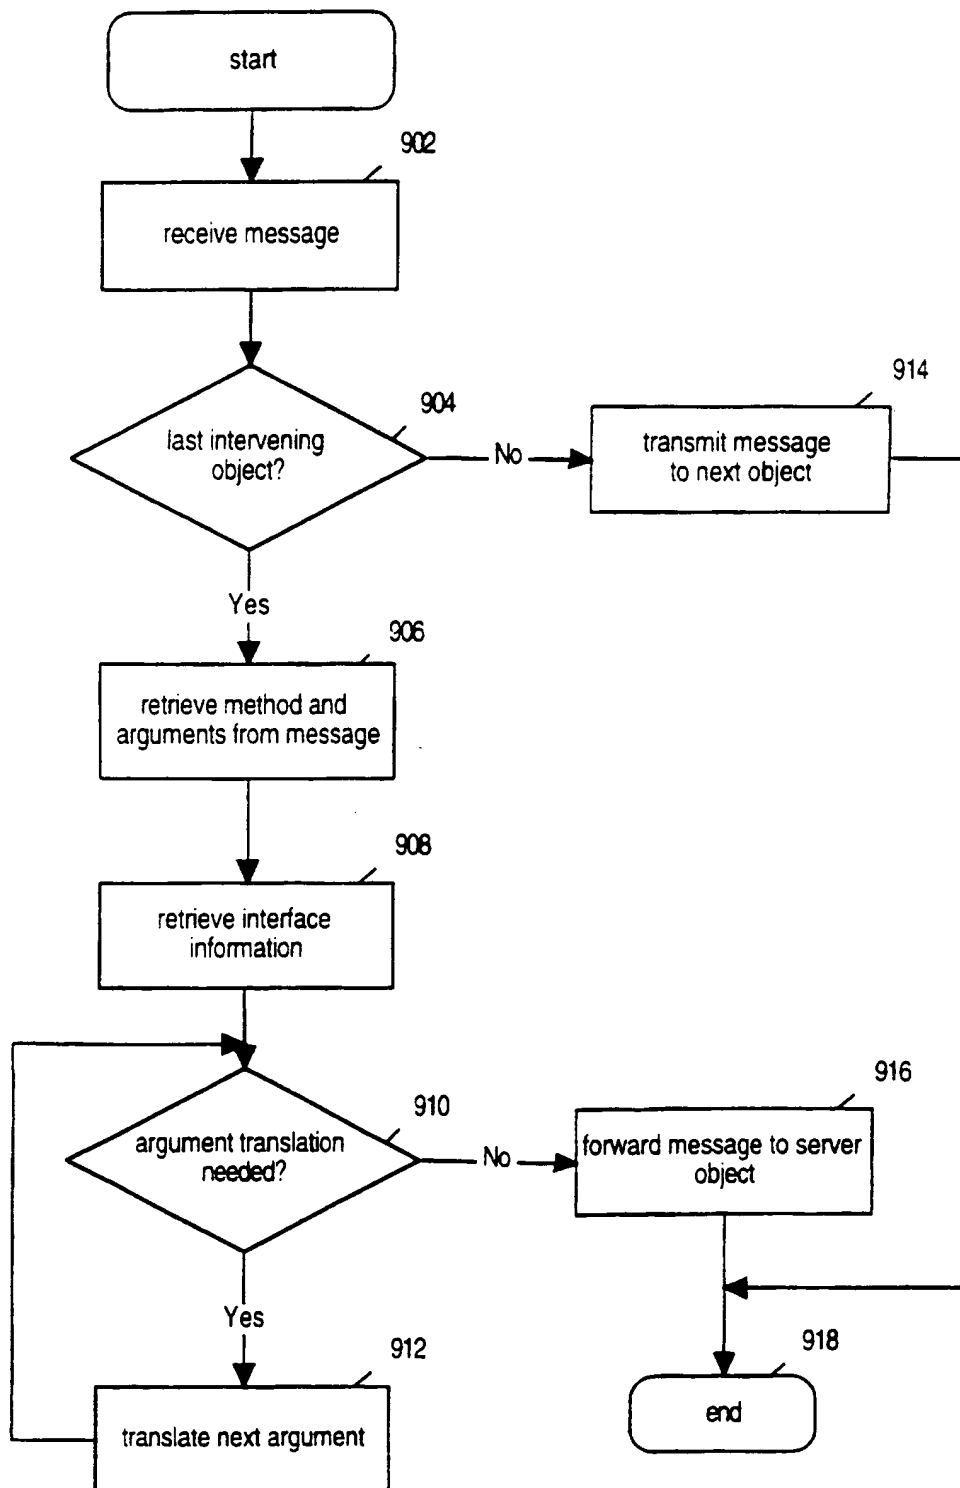 start
902
receive message
904
last intervening
object?
No
914
transmit message
to next object
Yes
906
retrieve method and
arguments from message
908
retrieve interface
information
910
argument translation
needed?
No
916
forward message to server
object
Yes
912
translate next argument
918
end